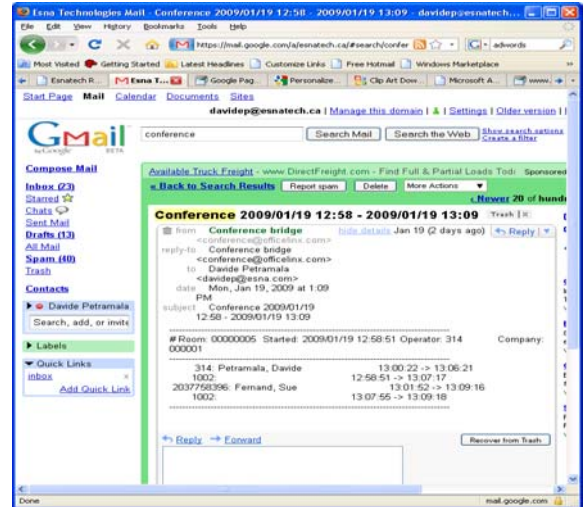 Esna Technologies Mail - Conference 2009/01/19 12:58 - 2009/01/19 13:09 - davidep@esnatech...
File Edit View History Bookmarks Tools Help
https://mail.google.com/a/esnatech.ca/#search/confer
adwords
Most Visited Getting Started Latest Headlines Customize Links Free Hotmail Windows Marketplace
Esnatech R... Esna T... Google Pag... Personalize... Clip Art Dow... Microsoft A... www.
Start Page Mail Calendar Documents Sites
davidep@esnatech.ca | Manage this domain | Settings | Older version |
Gmail
by Google BETA
conference Search Mail Search the Web Show search options
Create a filter
Compose Mail
Inbox (23)
Starred
Chats
Sent Mail
Drafts (13)
All Mail
Spam (40)
Trash
Contacts
Davide Petramala
Search, add, or invite
Labels
Quick Links
inbox ×
Add Quick Link
Available Truck Freight - www.DirectFreight.com - Find Full & Partial Loads Sponsored
« Back to Search Results Report spam Delete More Actions
‹ Newer 20 of
Conference 2009/01/19 12:58 - 2009/01/19 13:09 Trash | X
from Conference bridge hide details Jan 19 (2 days ago) Reply
<conference@officelinx.com>
reply-to Conference bridge
<conference@officelinx.com>
to Davide Petramala
<davidep@esna.com>
date Mon, Jan 19, 2009 at 1:09
PM
subject Conference 2009/01/19
12:58 - 2009/01/19 13:09
# Room: 00000005 Started: 2009/01/19 12:58:51 Operator: 314 Company:
000001
314: Petramala, Davide 13:00:22 -> 13:06:21
1002: 12:58:51 -> 13:07:17
2037758396: Fernand, Sue 13:01:52 -> 13:09:16
1002: 13:07:55 -> 13:09:18
Reply Forward Recover from Trash
Done mail.google.com